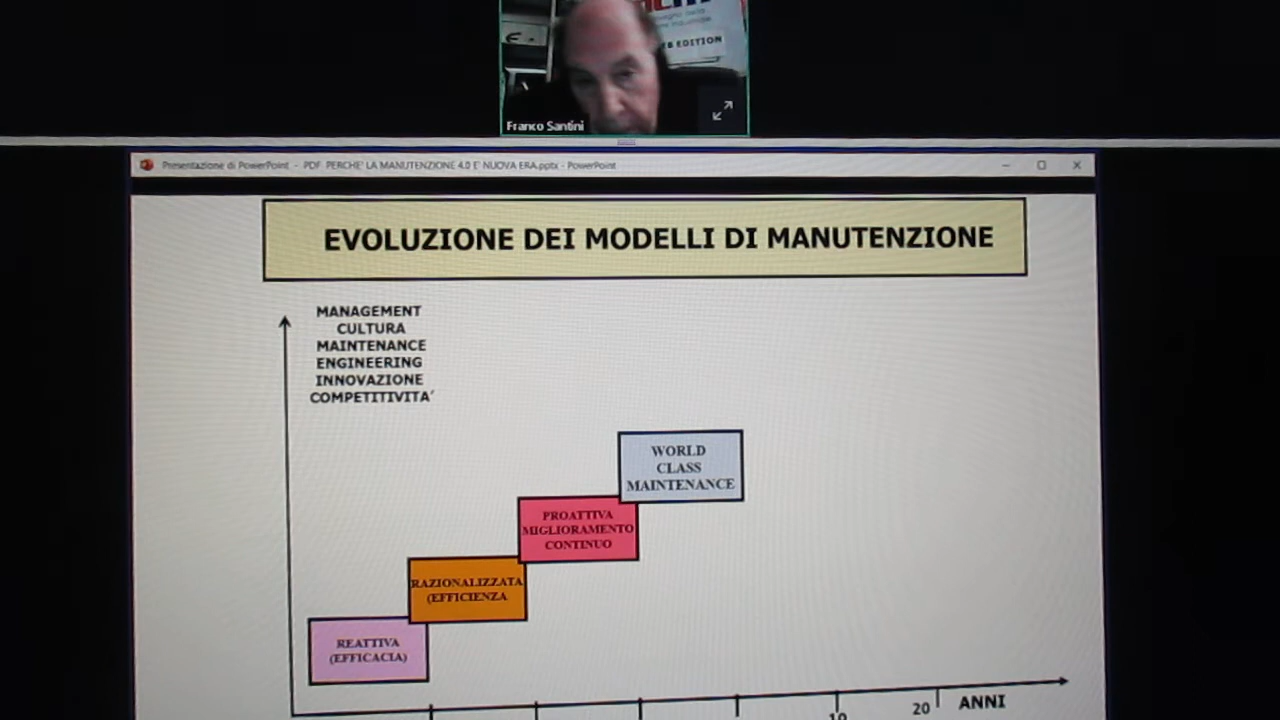 B EDITION
Franco Santini
Presentazione di PowerPoint - PDF PERCHE' LA MANUTENZIONE 4.0 E' NUOVA ERA.pptx - PowerPoint
EVOLUZIONE DEI MODELLI DI MANUTENZIONE
MANAGEMENT
CULTURA
MAINTENANCE
ENGINEERING
INNOVAZIONE
COMPETITIVITA´
WORLD
CLASS
MAINTENANCE
PROATTIVA
MIGLIORAMENTO
CONTINUO
RAZIONALIZZATA
(EFFICIENZA
REATTIVA
(EFFICACIA)
10
20
ANNI